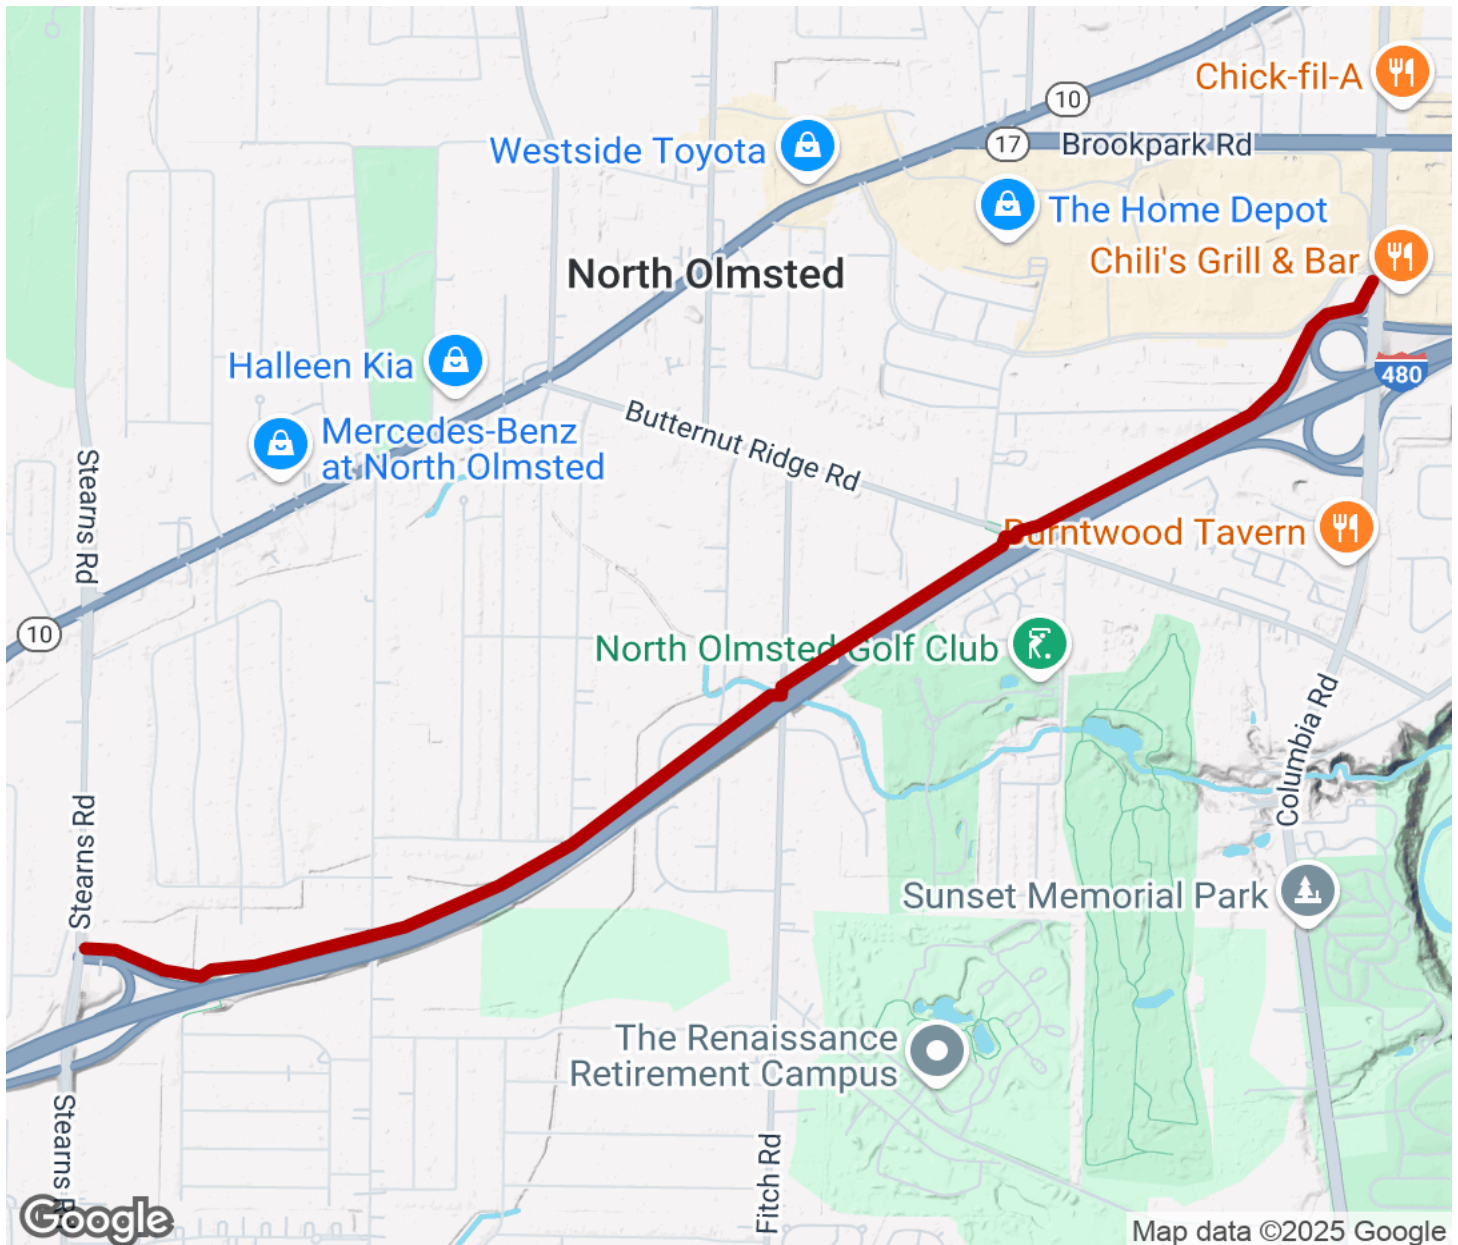 Chick-fil-A
10
17
Brookpark Rd
Westside Toyota
The Home Depot
Chili's Grill & Bar
North Olmsted
480
Halleen Kia
Mercedes-Benz
at North Olmsted
Butternut Ridge Rd
Stearns Rd
Burntwood Tavern
10
North Olmsted Golf Club
Columbia Rd
Stearns Rd
Sunset Memorial Park
The Renaissance
Retirement Campus
Stearns Rd
Fitch Rd
Google
Map data ©2025 Google